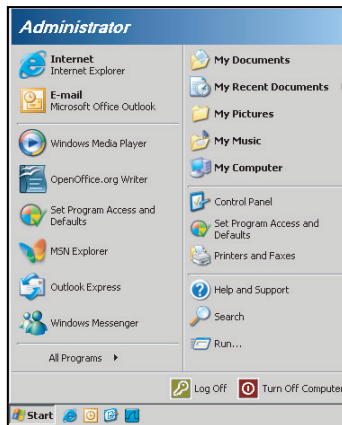 Administrator
Internet
Internet Explorer
E-mail
Microsoft Office Outlook
Windows Media Player
OpenOffice.org Writer
Set Program Access and
Defaults
MSN Explorer
Outlook Express
Windows Messenger
All Programs
My Documents
My Recent Documents
My Pictures
My Music
My Computer
Control Panel
Set Program Access and
Defaults
Printers and Faxes
Help and Support
Search
Run...
Log Off
Turn Off Computer
Start